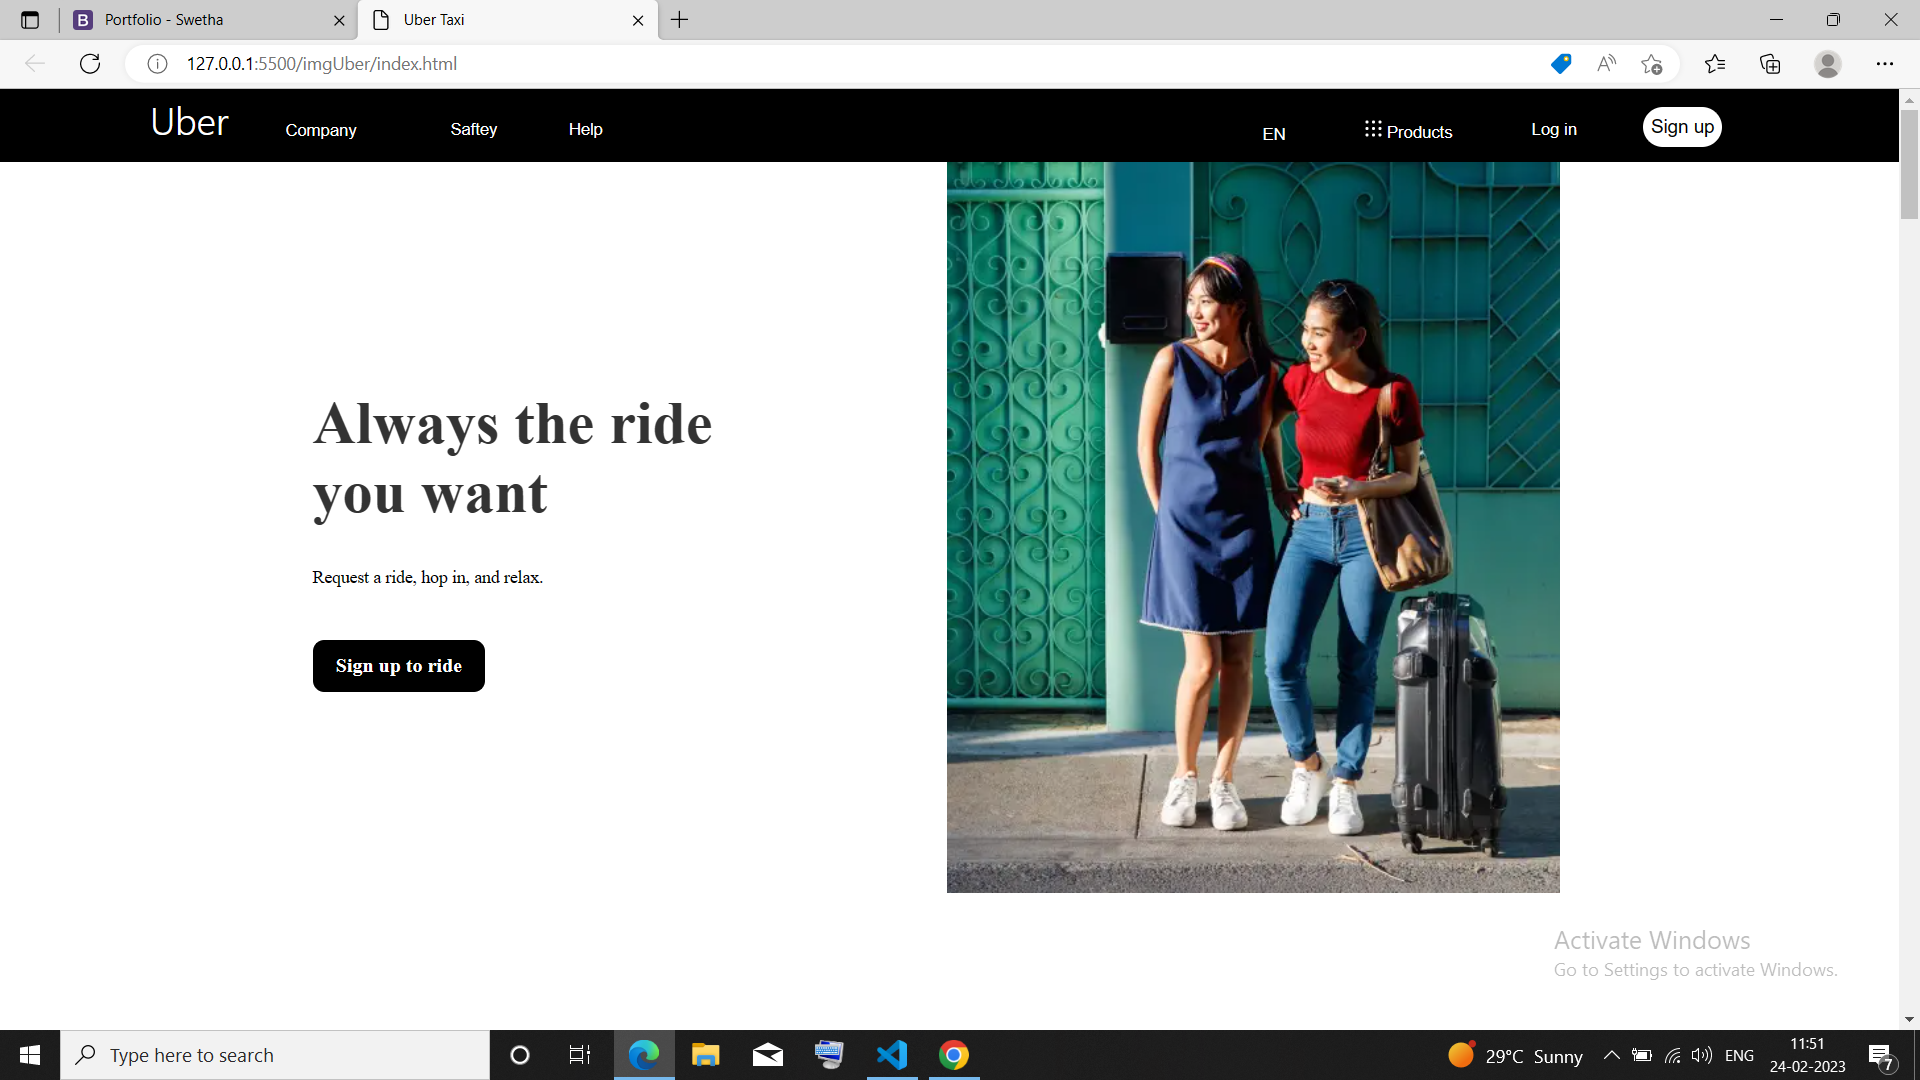 Portfolio - Swetha
Uber Taxi
127.0.0.1:5500/imgUber/index.html
Uber
Company
Saftey
Help
EN
Products
Log in
Sign up
Always the ride
you want
Request a ride, hop in, and relax.
Sign up to ride
Activate Windows
Go to Settings to activate Windows.
Type here to search
29°C Sunny
ENG
11:51
24-02-2023
7